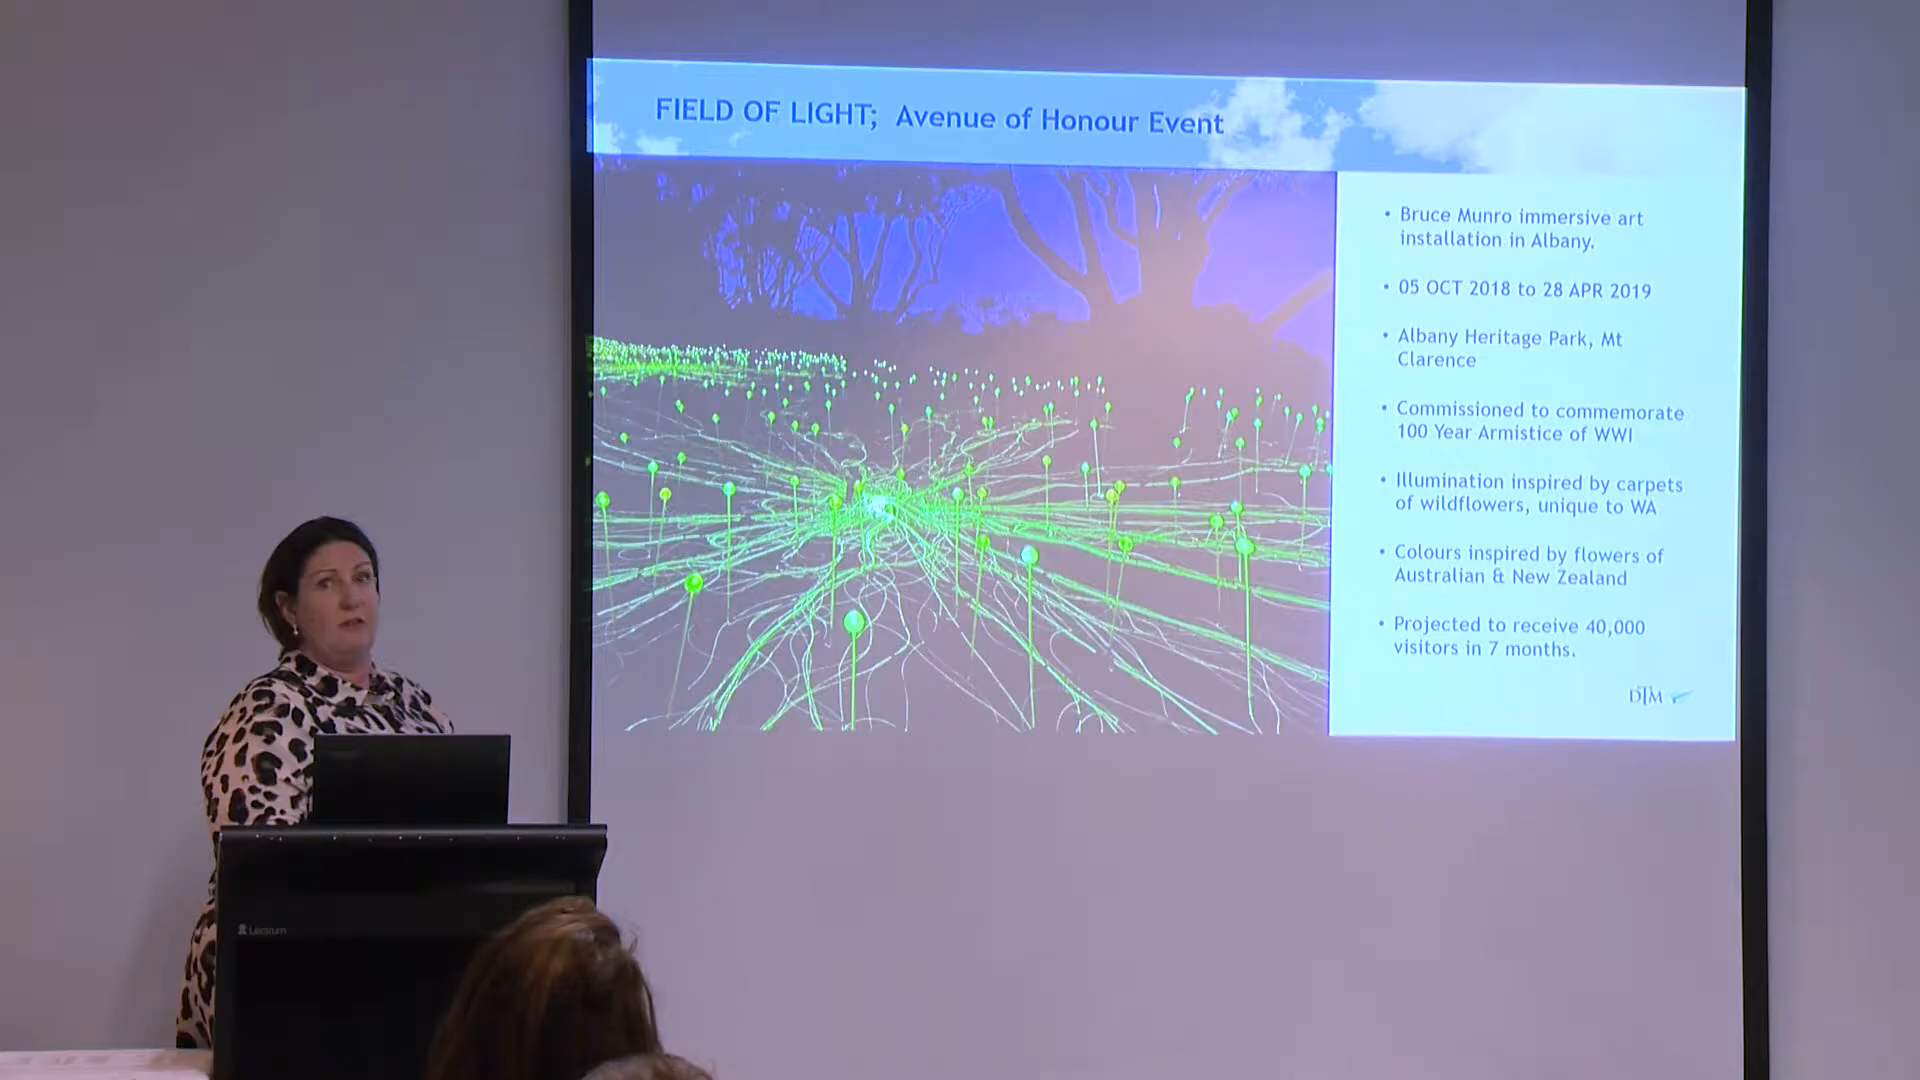 FIELD OF LIGHT; Avenue of Honour Event
• Bruce Munro immersive art
installation in Albany.
• 05 OCT 2018 to 28 APR 2019
• Albany Heritage Park, Mt
Clarence
• Commissioned to commemorate
100 Year Armistice of WWI
• Illumination inspired by carpets
of wildflowers, unique to WA
• Colours inspired by flowers of
Australian & New Zealand
• Projected to receive 40,000
visitors in 7 months.
DTM
Lectrum